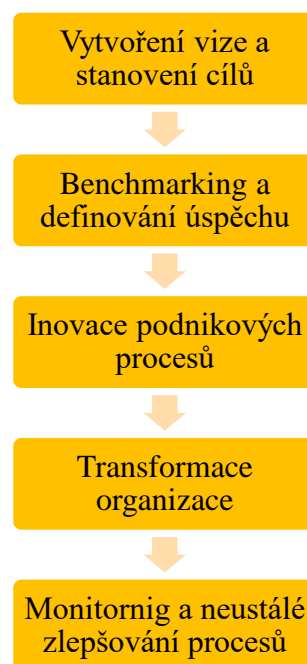 Vytvoření vize a
stanovení cílů
Benchmarking a
definování úspěchu
Inovace podnikových
procesů
Transformace
organizace
Monitornig a neustálé
zlepšování procesů